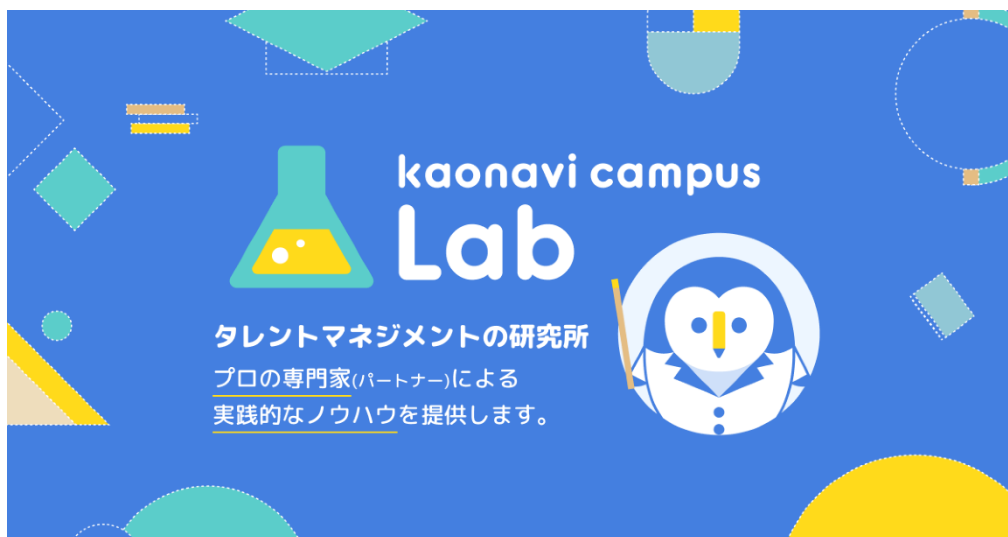 kaonavi campus
Lab
タレントマネジメントの研究所
プロの専門家(パートナー)による
実践的なノウハウを提供します。